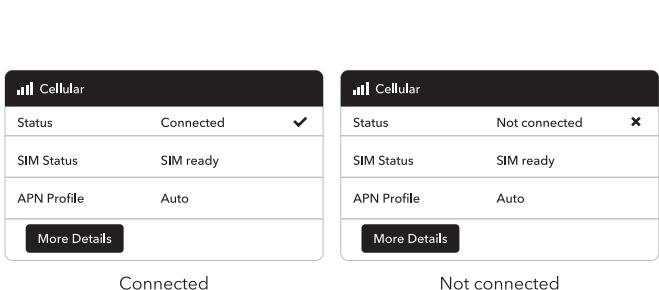 Cellular
Status Connected
SIM Status SIM ready
APN Profile Auto
More Details
Connected
Cellular
Status Not connected
SIM Status SIM ready
APN Profile Auto
More Details
Not connected